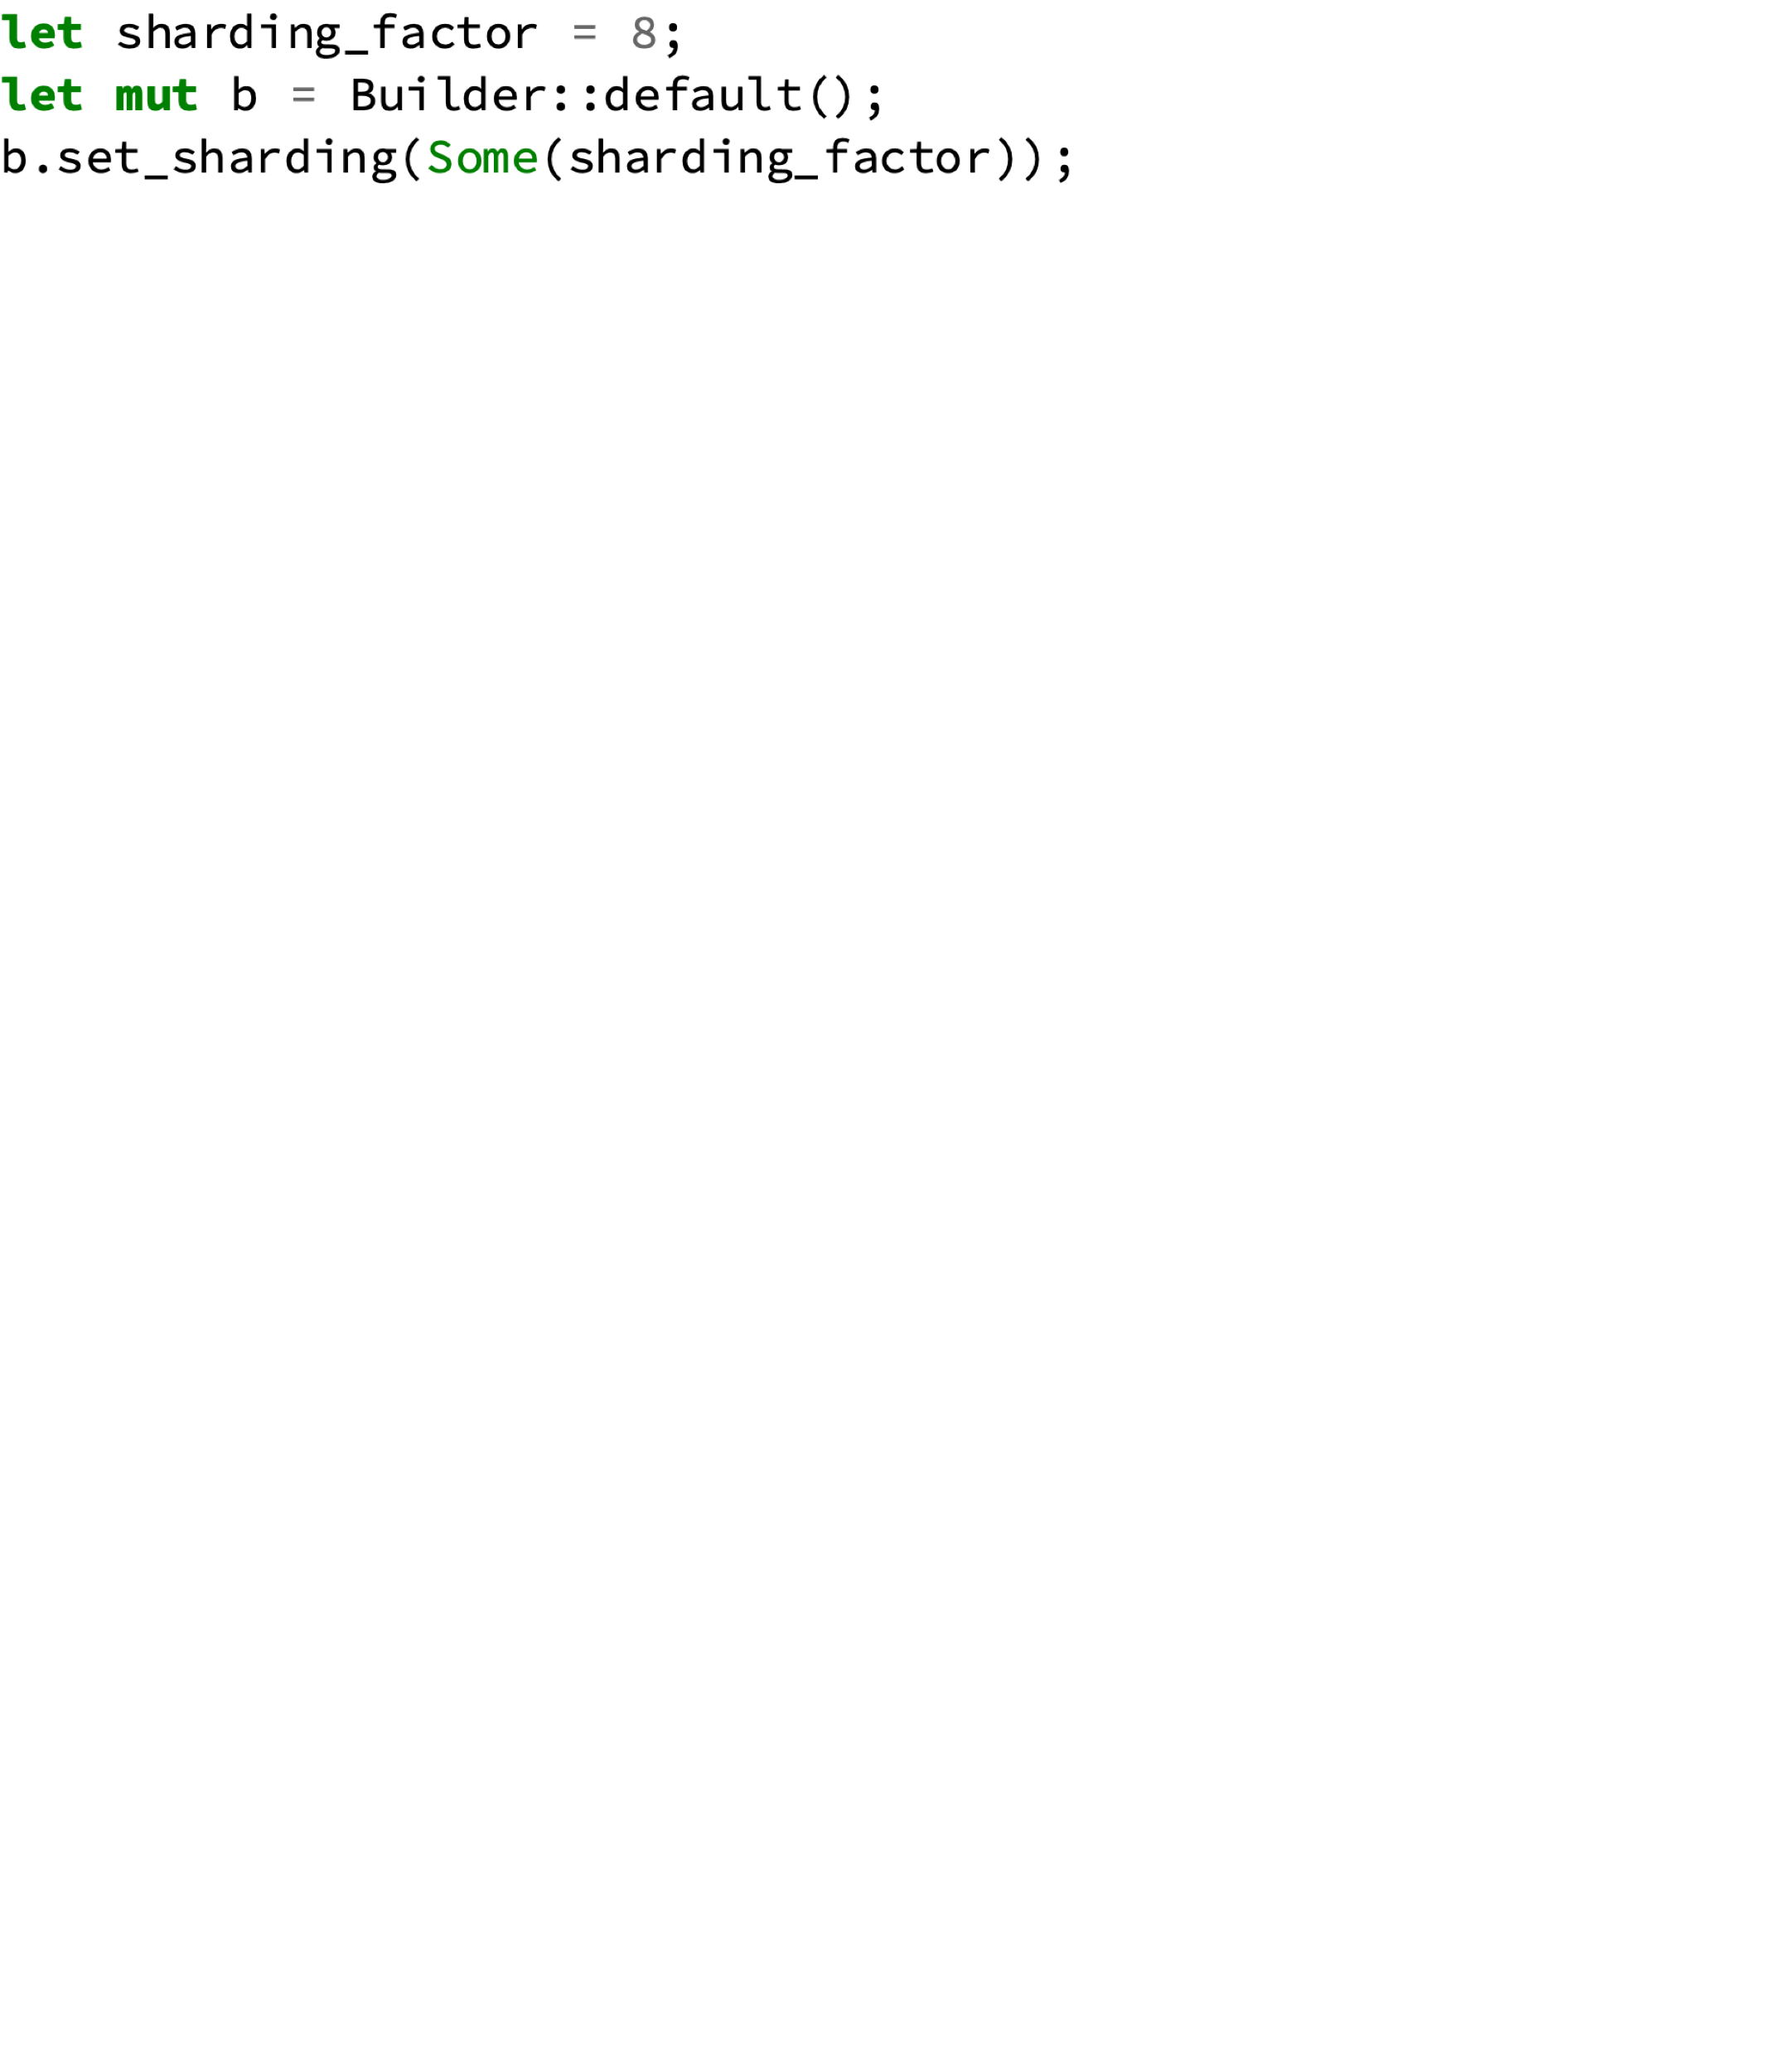 let sharding_factor = 8;
let mut b = Builder::default();
b.set_sharding(Some(sharding_factor));